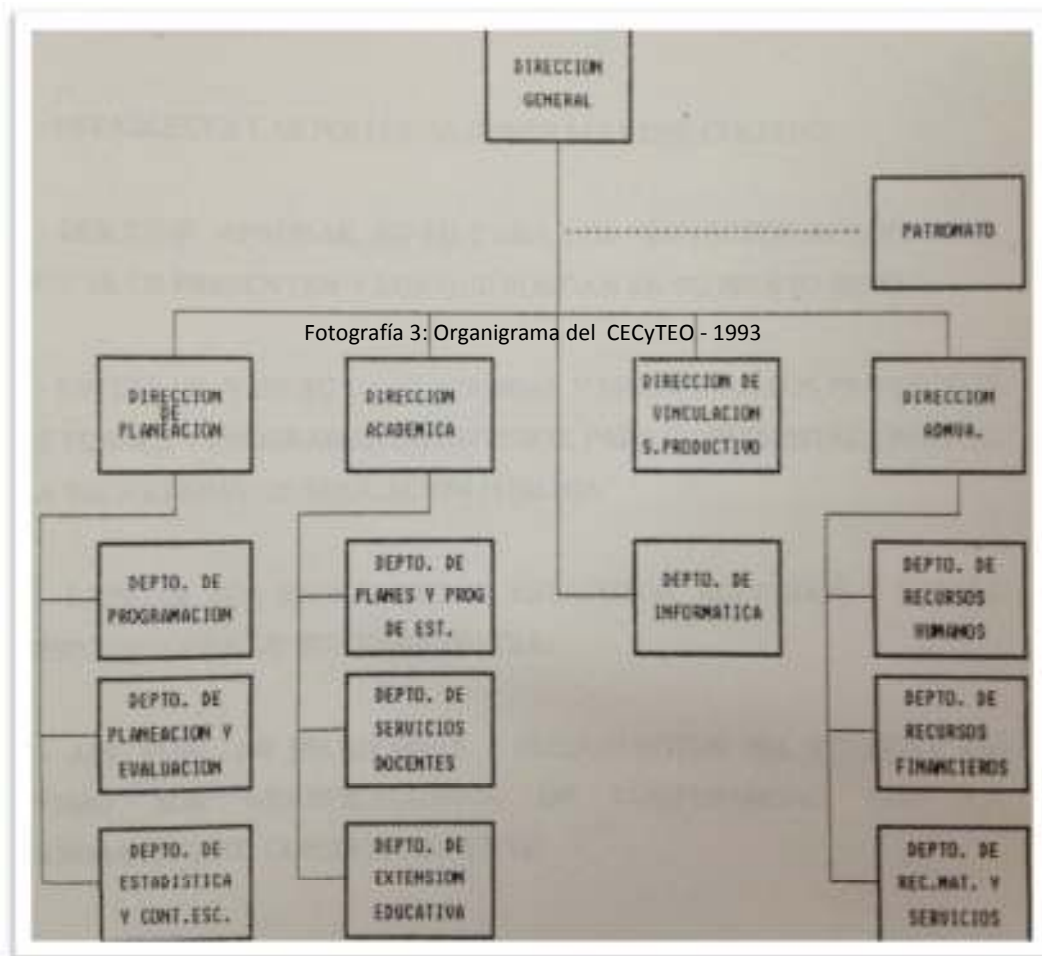 DIRECCION
GENERAL
PATRONATO
Fotografía 3: Organigrama del CECyTEO - 1993
DIRECCION
DE
PLANEACION
DIRECCION
ACADEMICA
DIRECCION DE
VINCULACION
S.PRODUCTIVO
DIRECCION
ADMVA.
DEPTO. DE
PROGRAMACION
DEPTO. DE
PLANES Y PROG
DE EST.
DEPTO. DE
INFORMATICA
DEPTO. DE
RECURSOS
HUMANOS
DEPTO. DE
PLANEACION Y
EVALUACION
DEPTO. DE
SERVICIOS
DOCENTES
DEPTO. DE
RECURSOS
FINANCIEROS
DEPTO. DE
ESTADISTICA
Y CONT.ESC.
DEPTO. DE
EXTENSION
EDUCATIVA
DEPTO. DE
REC.MAT. Y
SERVICIOS